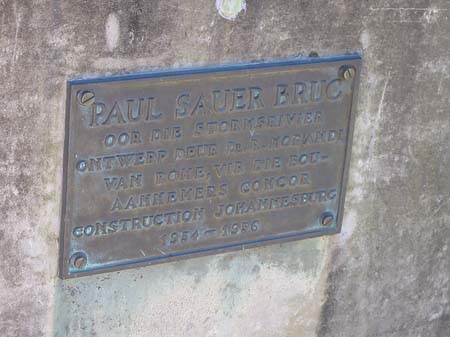 PAUL SAUER BRUG
OOR DIE STORMSRIVIER
ONTWERP DEUR DR. R. MORANDI
VAN ROME, VIR DIE BOU-
AANNEMERS CONCOR
CONSTRUCTION JOHANNESBURG
1954-1956